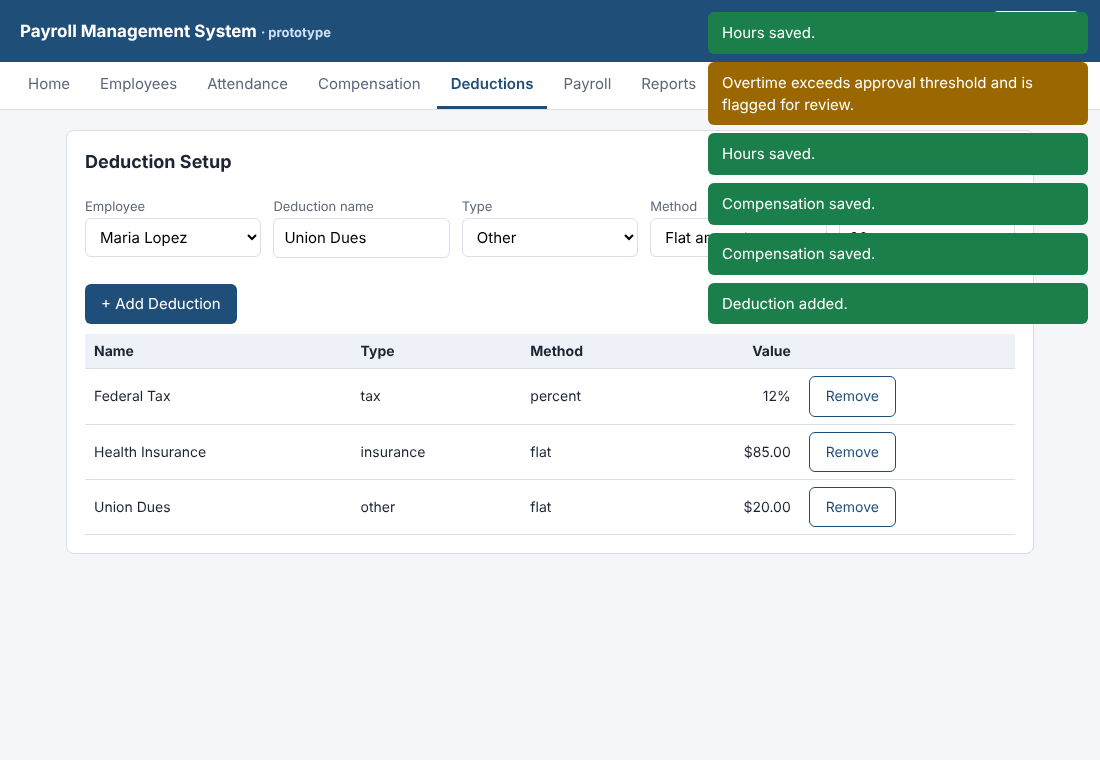 Payroll Management System · prototype
Hours saved.
Home Employees Attendance Compensation Deductions Payroll Reports
Overtime exceeds approval threshold and is
flagged for review.
Hours saved.
Deduction Setup
Compensation saved.
Employee Deduction name Type Method
Maria Lopez Union Dues Other Flat
Compensation saved.
+ Add Deduction
Deduction added.
Name Type Method Value
Federal Tax tax percent 12% Remove
Health Insurance insurance flat $85.00 Remove
Union Dues other flat $20.00 Remove